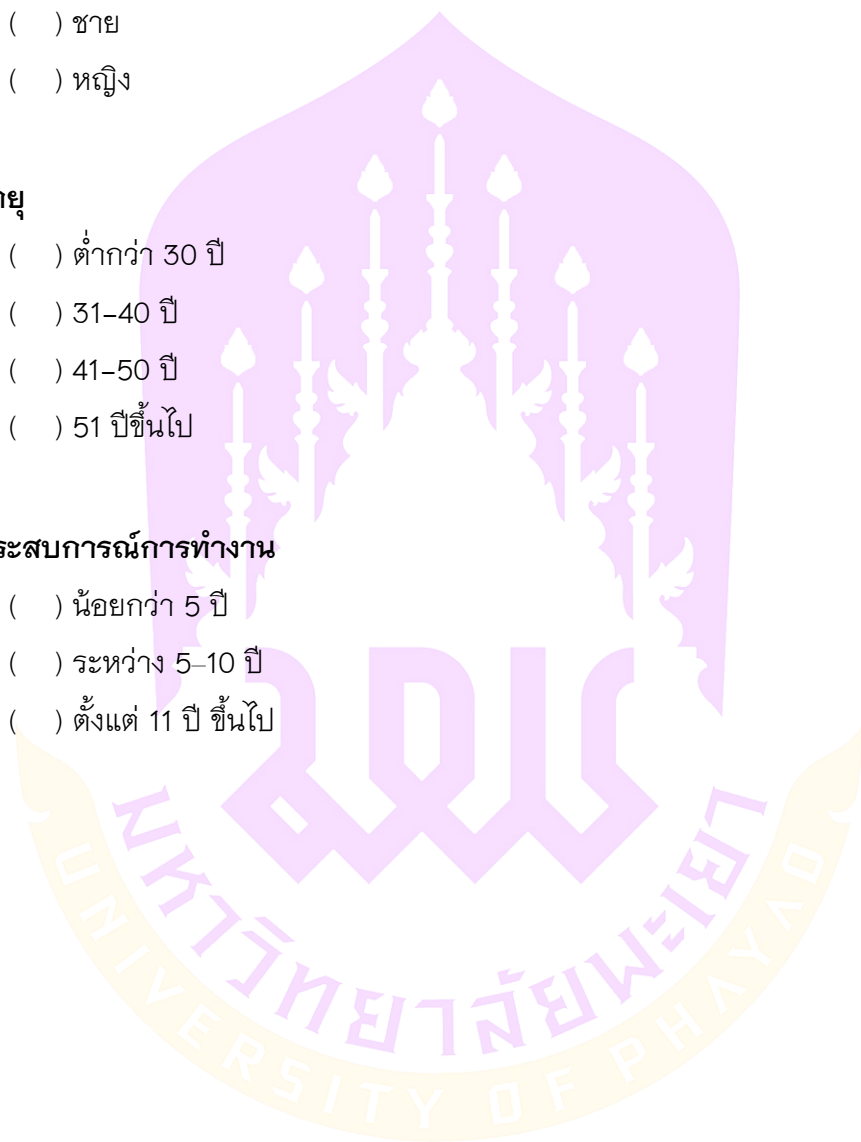 ( ) ชาย
( ) หญิง
ายุ
( ) ต่ำกว่า 30 ปี
( ) 31–40 ปี
( ) 41–50 ปี
( ) 51 ปีขึ้นไป
ระสบการณ์การทำงาน
( ) น้อยกว่า 5 ปี
( ) ระหว่าง 5–10 ปี
( ) ตั้งแต่ 11 ปี ขึ้นไป
มหาวิทยาลัยพะเยา
UNIVERSITY OF PHAYAO